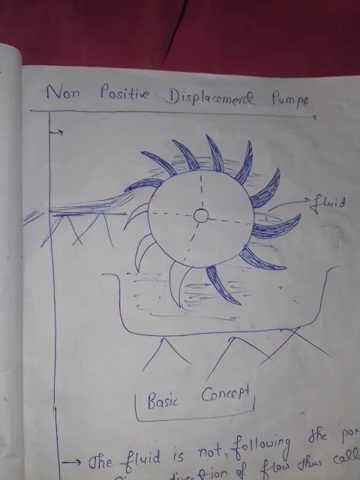 Non Positive Displacement Pumps
fluid
Basic Concept
→ The fluid is not following the
direction of flow thus